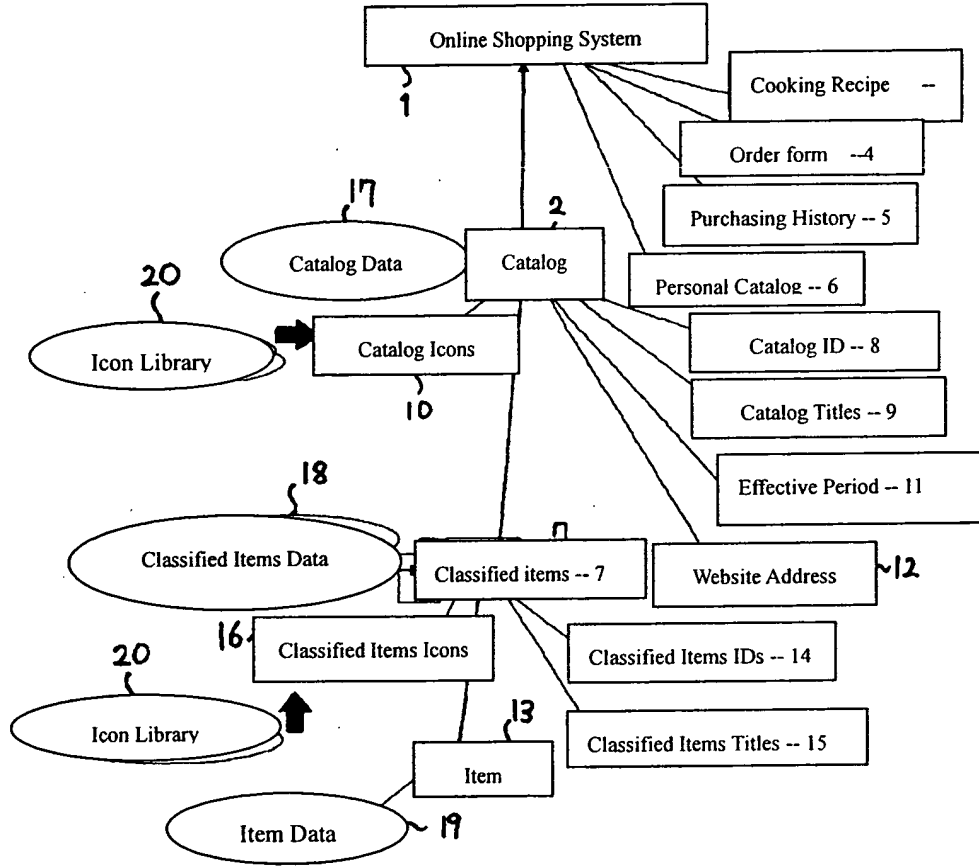 Online Shopping System
1
Cooking Recipe --
Order form --4
17
2
Purchasing History -- 5
Catalog Data
Catalog
Personal Catalog -- 6
20
Icon Library
Catalog Icons
Catalog ID -- 8
10
Catalog Titles -- 9
18
Effective Period -- 11
Classified Items Data
Classified items -- 7
Website Address
12
16
Classified Items Icons
Classified Items IDs -- 14
20
Icon Library
13
Classified Items Titles -- 15
Item
Item Data
19